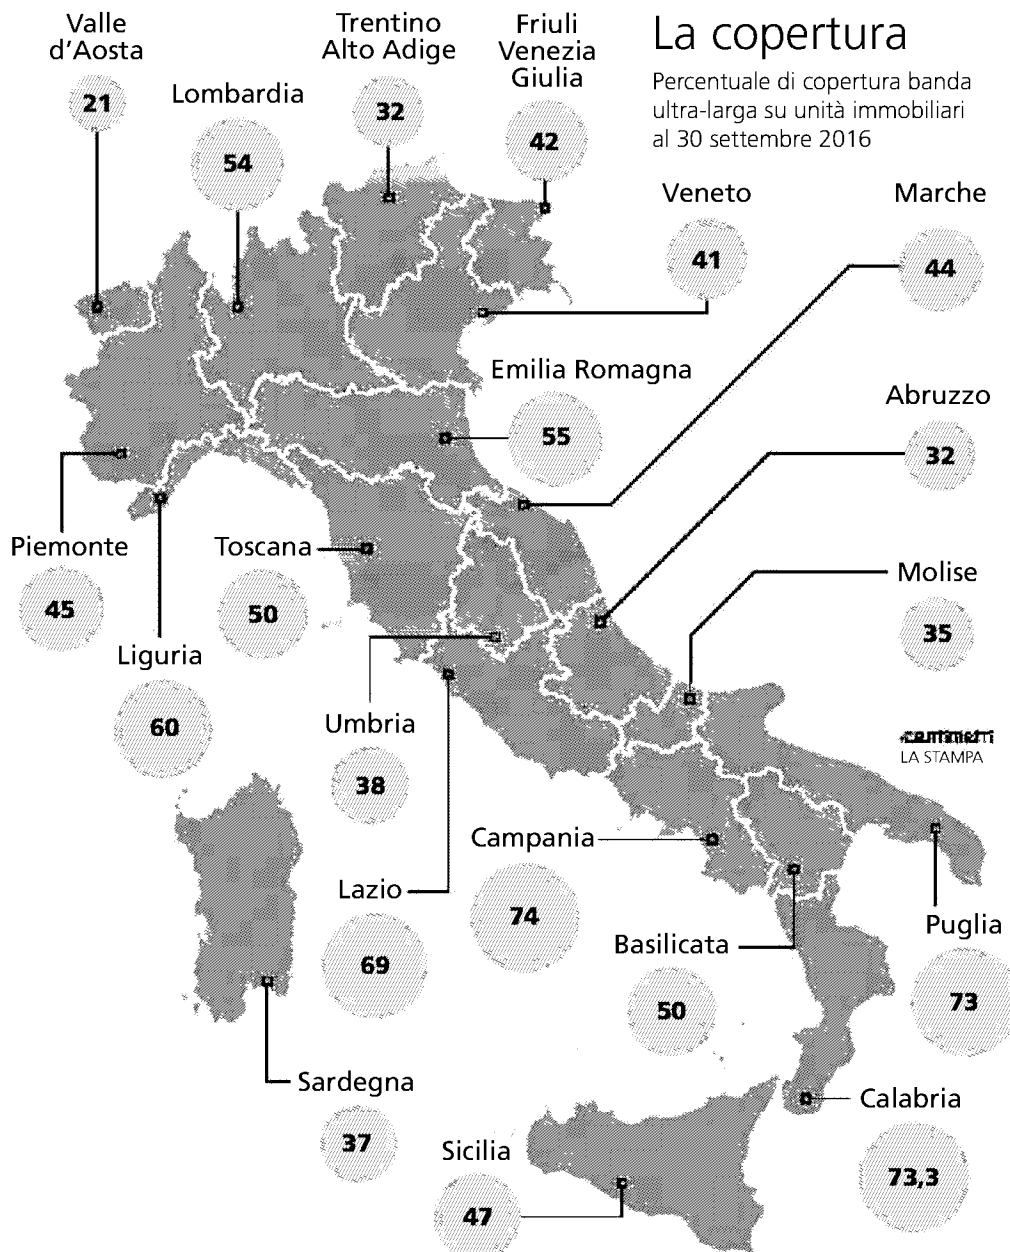 La copertura
Percentuale di copertura banda
ultra-larga su unità immobiliari
al 30 settembre 2016
Valle
d'Aosta
21
Lombardia
54
Trentino
Alto Adige
32
Friuli
Venezia
Giulia
42
Veneto
41
Marche
44
Emilia Romagna
55
Abruzzo
32
Piemonte
45
Toscana
50
Molise
35
Liguria
60
Umbria
38
LA STAMPA
Campania
74
Lazio
69
Basilicata
50
Puglia
73
Sardegna
37
Calabria
73,3
Sicilia
47